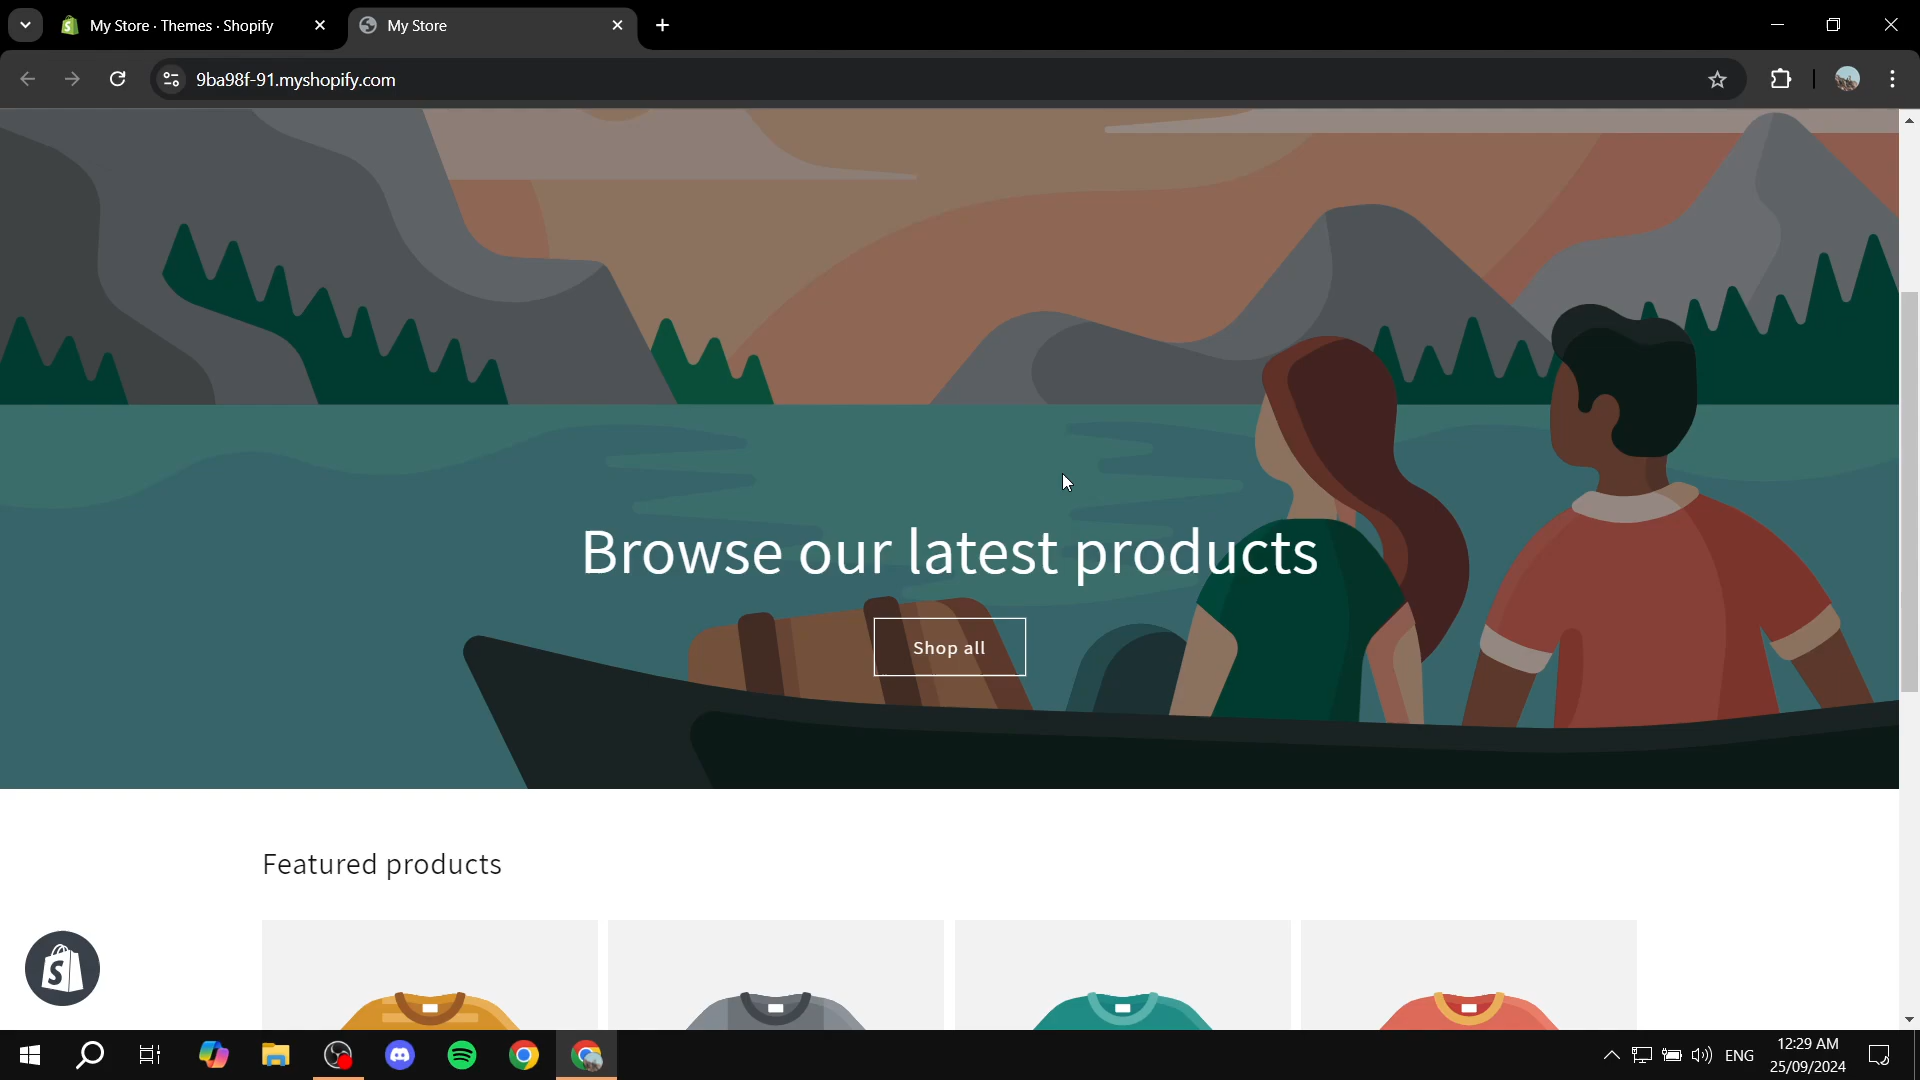 My Store · Themes · Shopify
My Store
9ba98f-91.myshopify.com
Browse our latest products
Shop all
Featured products
ENG
12:29 AM
25/09/2024